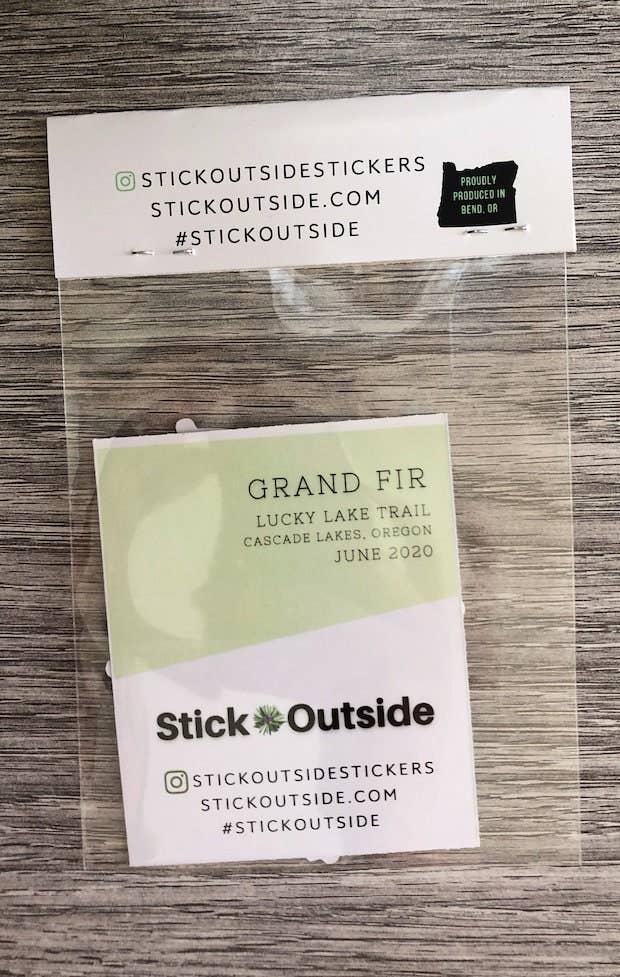 STICKOUTSIDESTICKERS
STICKOUTSIDE.COM
#STICKOUTSIDE
PROUDLY
PRODUCED IN
BEND, OR
GRAND FIR
LUCKY LAKE TRAIL
CASCADE LAKES, OREGON
JUNE 2020
Stick Outside
STICKOUTSIDESTICKERS
STICKOUTSIDE.COM
#STICKOUTSIDE